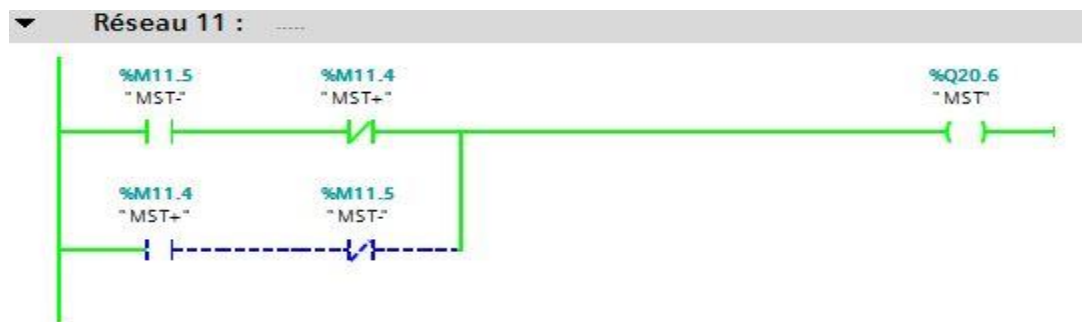 Réseau 11 : .....
%M11.5 %M11.4 %Q20.6
"MST-" "MST+" "MST"
%M11.4 %M11.5
"MST+" "MST-"